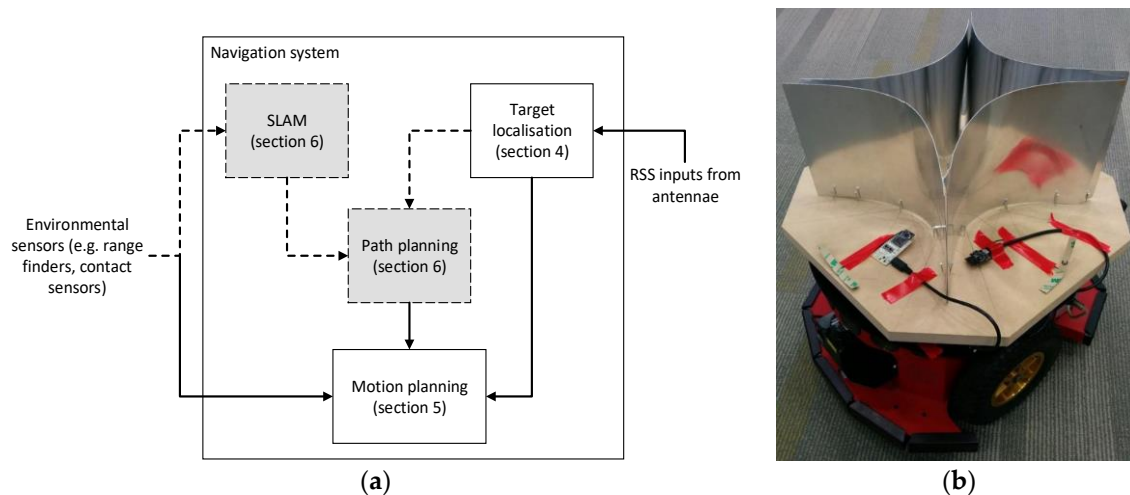 Navigation system
SLAM
(section 6)
Target
localisation
(section 4)
RSS inputs from
antennae
Environmental
sensors (e.g. range
finders, contact
sensors)
Path planning
(section 6)
Motion planning
(section 5)
(a)
(b)